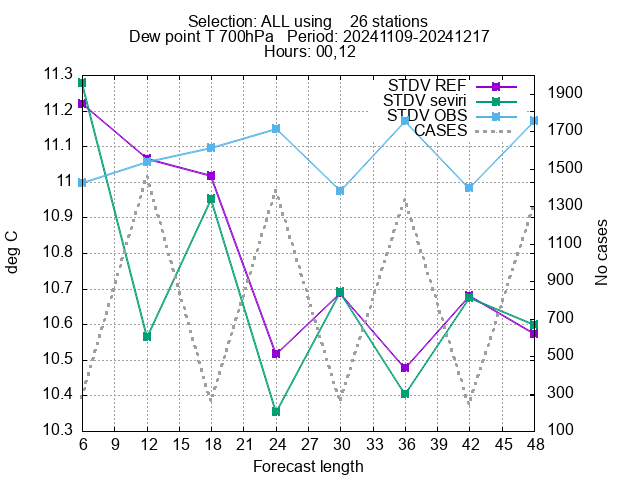 Selection: ALL using    26 stations
Dew point T 700hPa   Period: 20241109-20241217
Hours: 00,12
STDV REF
STDV seviri
STDV OBS
CASES
deg C
11.3
11.2
11.1
11
10.9
10.8
10.7
10.6
10.5
10.4
10.3
1900
1700
1500
1300
1100
900
700
500
300
100
No cases
6 9 12 15 18 21 24 27 30 33 36 39 42 45 48
Forecast length